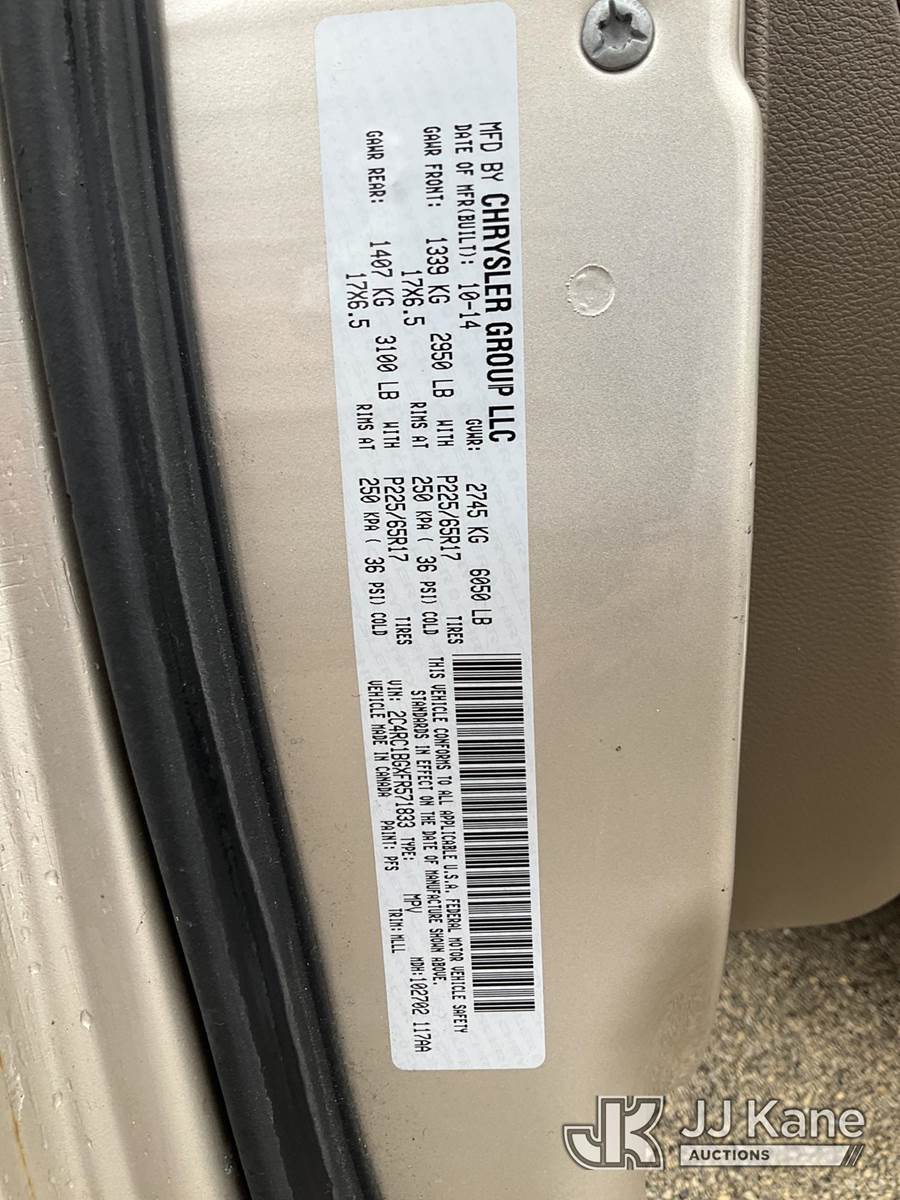 MFD BY CHRYSLER GROUP LLC
DATE OF MFR(BUILT): 10-14 GVWR: 2745 KG 6050 LB
GAWR FRONT: 1339 KG 2950 LB WITH P225/65R17 TIRES
17X6.5 RIMS AT 250 KPA ( 36 PSI) COLD
GAWR REAR: 1407 KG 3100 LB WITH P225/65R17 TIRES
17X6.5 RIMS AT 250 KPA ( 36 PSI) COLD
THIS VEHICLE CONFORMS TO ALL APPLICABLE U.S.A. FEDERAL MOTOR VEHICLE SAFETY
STANDARDS IN EFFECT ON THE DATE OF MANUFACTURE SHOWN ABOVE.
VIN: 2C4RC1BGXFR571833 TYPE: MPV MDH:102702 117AA
VEHICLE MADE IN CANADA PAINT: PFS TRIM:MLLL
JK JJ Kane
AUCTIONS